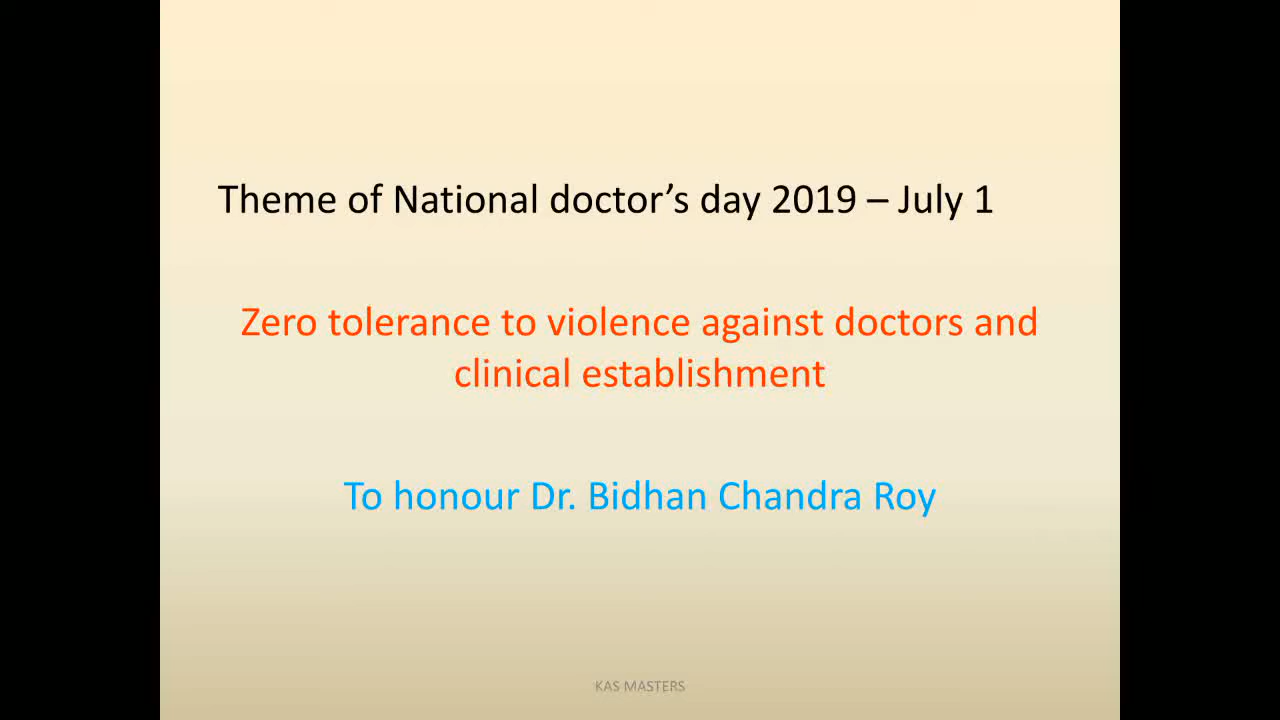 Theme of National doctor’s day 2019 – July 1
Zero tolerance to violence against doctors and
clinical establishment
To honour Dr. Bidhan Chandra Roy
KAS MASTERS